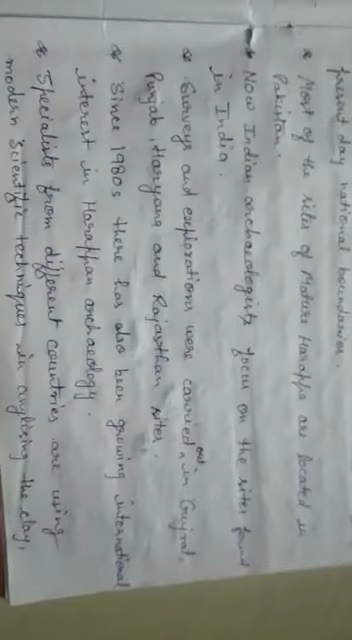 present day national boundaries.
* Most of the sites of Mature Harappa are located in
Pakistan.
* Now Indian archaeologists focus on the sites found
in India.
* Surveys and explorations were carried out in Gujrat,
Punjab, Haryana and Rajasthan sites.
* Since 1980s there has also been growing international
interest in Harappan archaeology.
* Specialists from different countries are using
modern scientific techniques in anylising the clay,